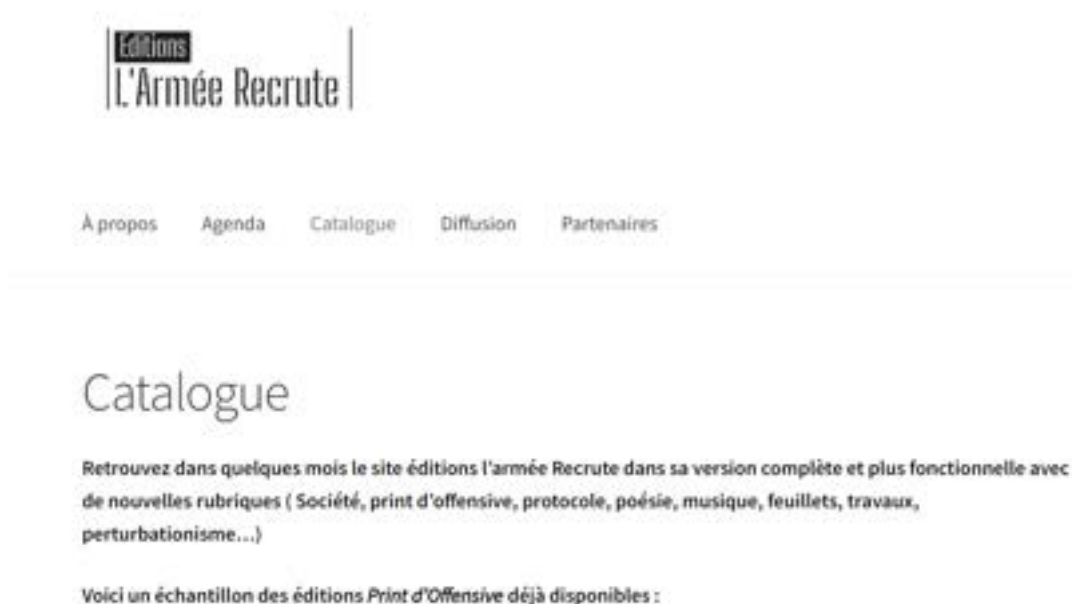 Editions
L'Armée Recrute
À propos Agenda Catalogue Diffusion Partenaires
Catalogue
Retrouvez dans quelques mois le site éditions l'armée Recrute dans sa version complète et plus fonctionnelle avec
de nouvelles rubriques ( Société, print d'offensive, protocole, poésie, musique, feuillets, travaux,
perturbationisme...)
Voici un échantillon des éditions Print d'Offensive déjà disponibles :